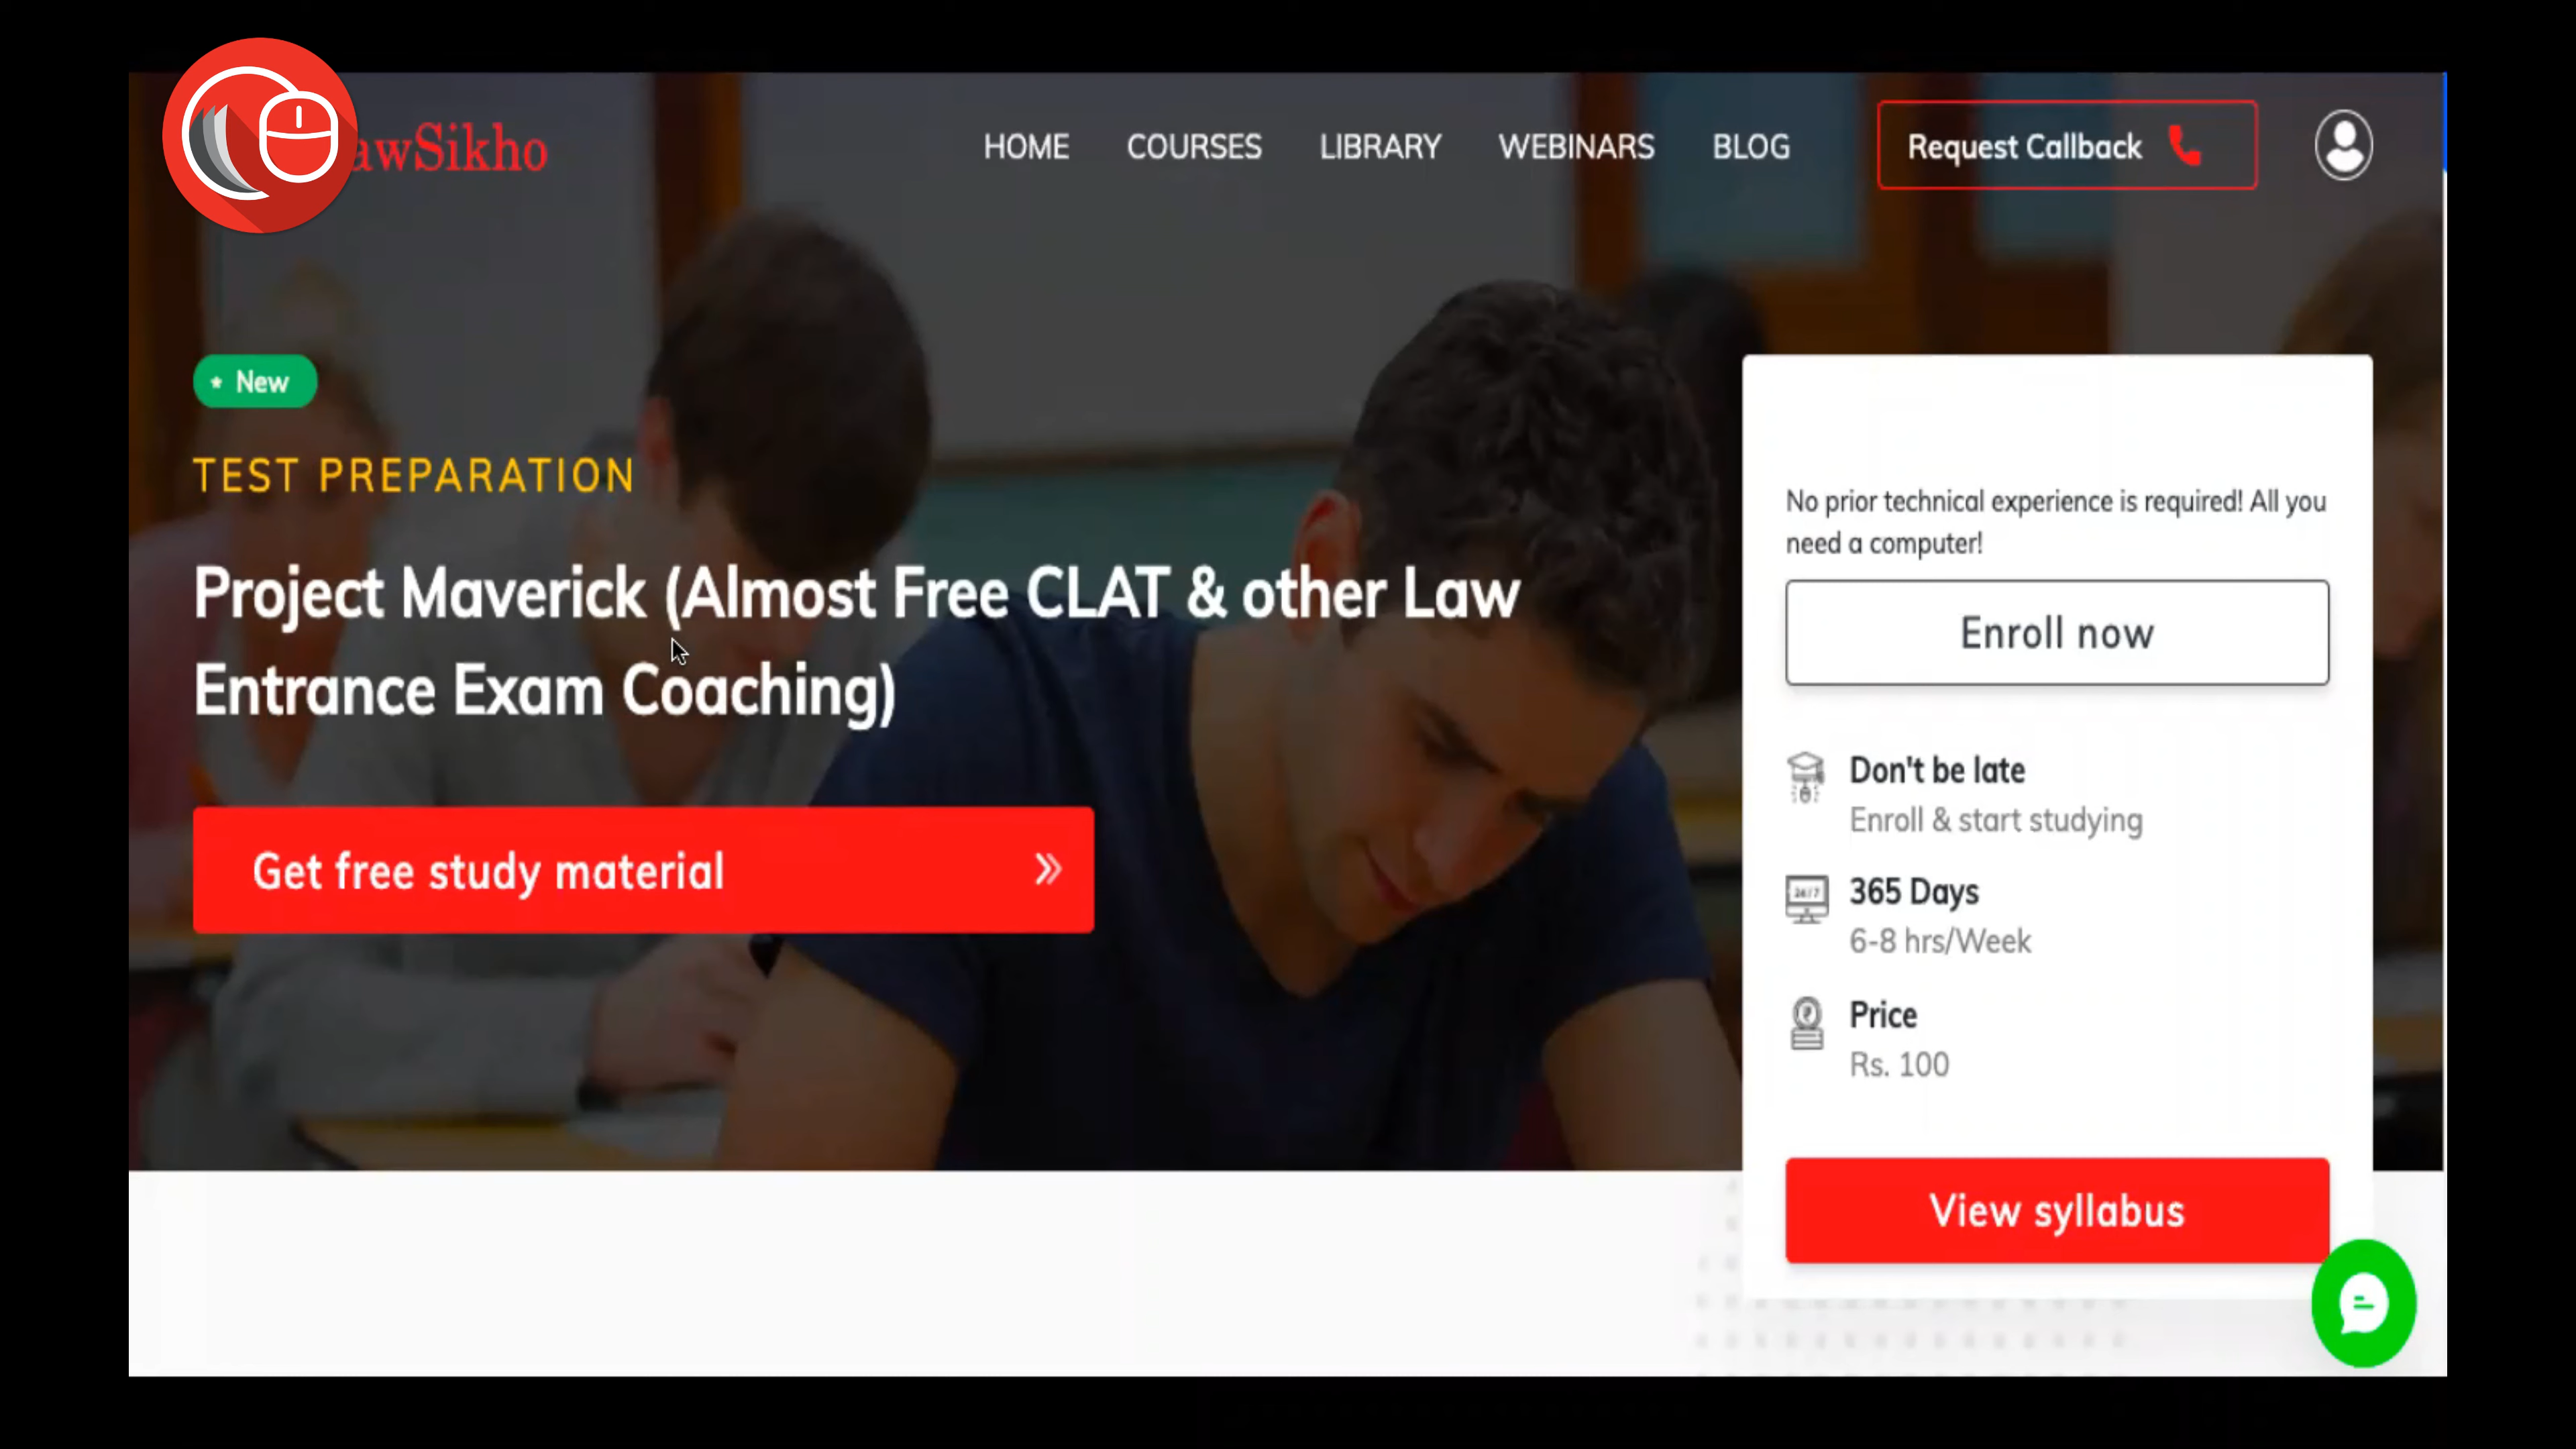 awSikho
HOME COURSES LIBRARY WEBINARS BLOG Request Callback
New
TEST PREPARATION
Project Maverick (Almost Free CLAT & other Law
Entrance Exam Coaching)
Get free study material
No prior technical experience is required! All you
need a computer!
Enroll now
Don't be late
Enroll & start studying
24/7
365 Days
6-8 hrs/Week
Price
₹
Rs. 100
View syllabus